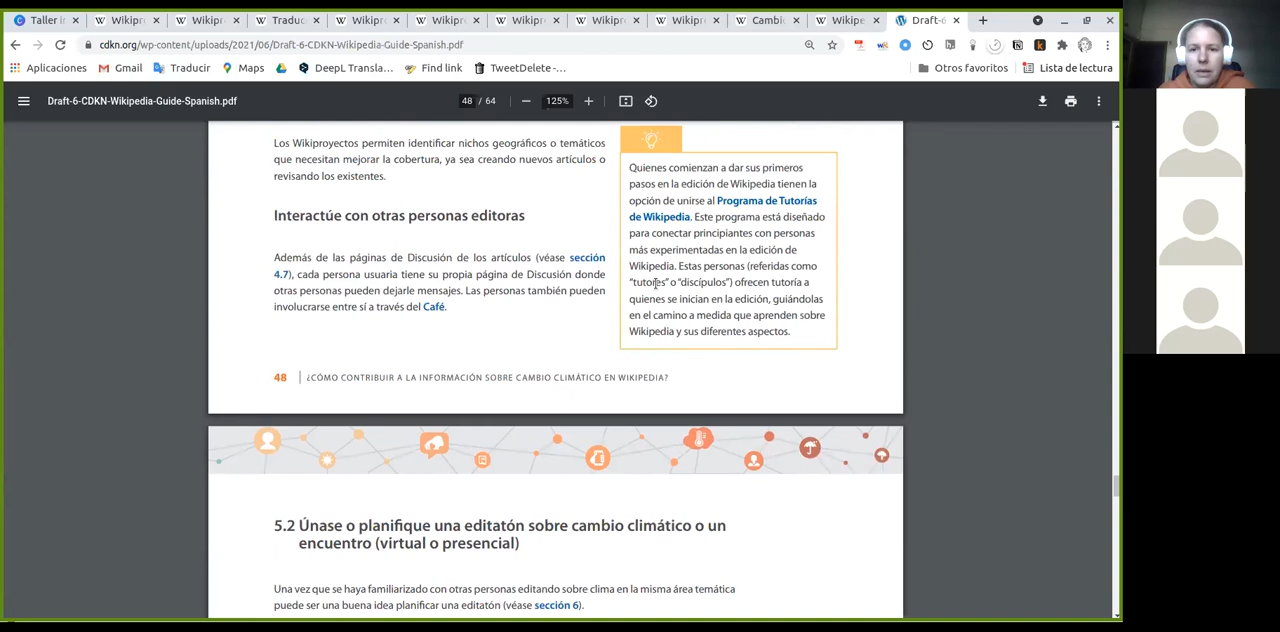 Taller ir
Wikipr
Wikipr
Traduc
Wikipr
Wikipr
Wikipr
Wikipr
Wikipr
Cambi
Wikipe
Draft-6
cdkn.org/wp-content/uploads/2021/06/Draft-6-CDKN-Wikipedia-Guide-Spanish.pdf
Aplicaciones
Gmail
Traducir
Maps
DeepL Transla...
Find link
TweetDelete -...
Otros favoritos
Lista de lectura
Draft-6-CDKN-Wikipedia-Guide-Spanish.pdf
48 / 64
125%
Los Wikiproyectos permiten identificar nichos geográficos o temáticos
que necesitan mejorar la cobertura, ya sea creando nuevos artículos o
revisando los existentes.
Interactúe con otras personas editoras
Además de las páginas de Discusión de los artículos (véase sección
4.7), cada persona usuaria tiene su propia página de Discusión donde
otras personas pueden dejarle mensajes. Las personas también pueden
involucrarse entre sí a través del Café.
Quienes comienzan a dar sus primeros
pasos en la edición de Wikipedia tienen la
opción de unirse al Programa de Tutorías
de Wikipedia. Este programa está diseñado
para conectar principiantes con personas
más experimentadas en la edición de
Wikipedia. Estas personas (referidas como
“tutores” o “discípulos”) ofrecen tutoría a
quienes se inician en la edición, guiándolas
en el camino a medida que aprenden sobre
Wikipedia y sus diferentes aspectos.
48
¿CÓMO CONTRIBUIR A LA INFORMACIÓN SOBRE CAMBIO CLIMÁTICO EN WIKIPEDIA?
5.2 Únase o planifique una editatón sobre cambio climático o un
encuentro (virtual o presencial)
Una vez que se haya familiarizado con otras personas editando sobre clima en la misma área temática
puede ser una buena idea planificar una editatón (véase sección 6).